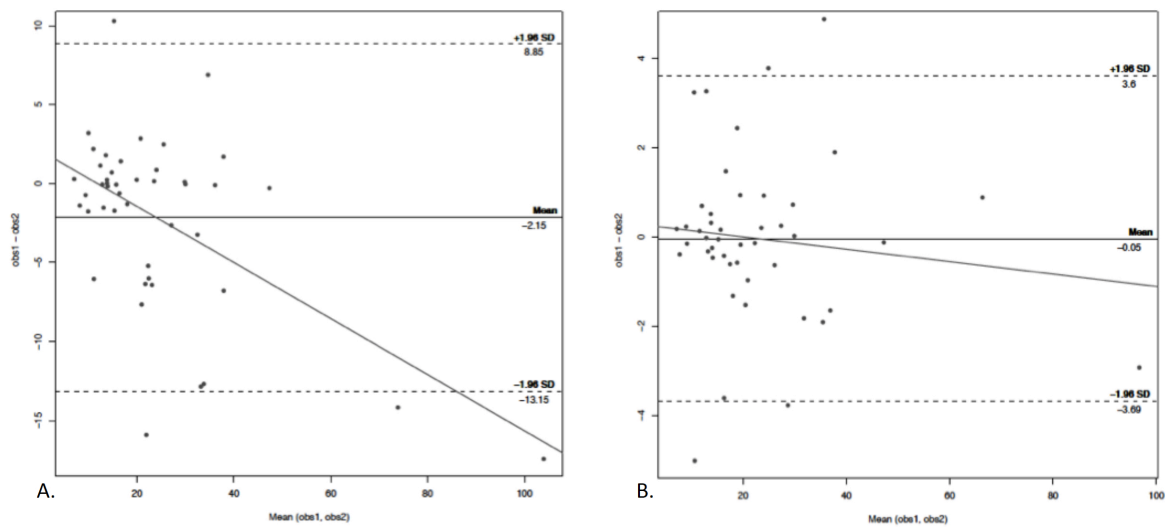 10
5
0
−5
−10
−15
obs1 − obs2
+1.96 SD
8.85
Mean
−2.15
−1.96 SD
−13.15
20
40
60
80
100
Mean (obs1, obs2)
A.
4
2
0
−2
−4
obs1 − obs2
+1.96 SD
3.6
Mean
−0.05
−1.96 SD
−3.69
20
40
60
80
100
Mean (obs1, obs2)
B.